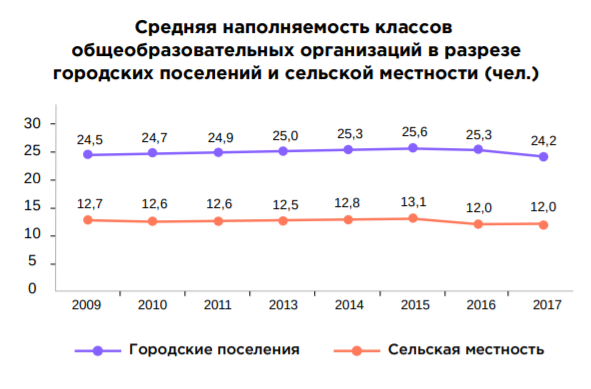 Средняя наполняемость классов
общеобразовательных организаций в разрезе
городских поселений и сельской местности (чел.)
30
25
20
15
10
5
0
24,5 24,7 24,9 25,0 25,3 25,6 25,3 24,2
12,7 12,6 12,6 12,5 12,8 13,1 12,0 12,0
2009 2010 2011 2013 2014 2015 2016 2017
Городские поселения Сельская местность